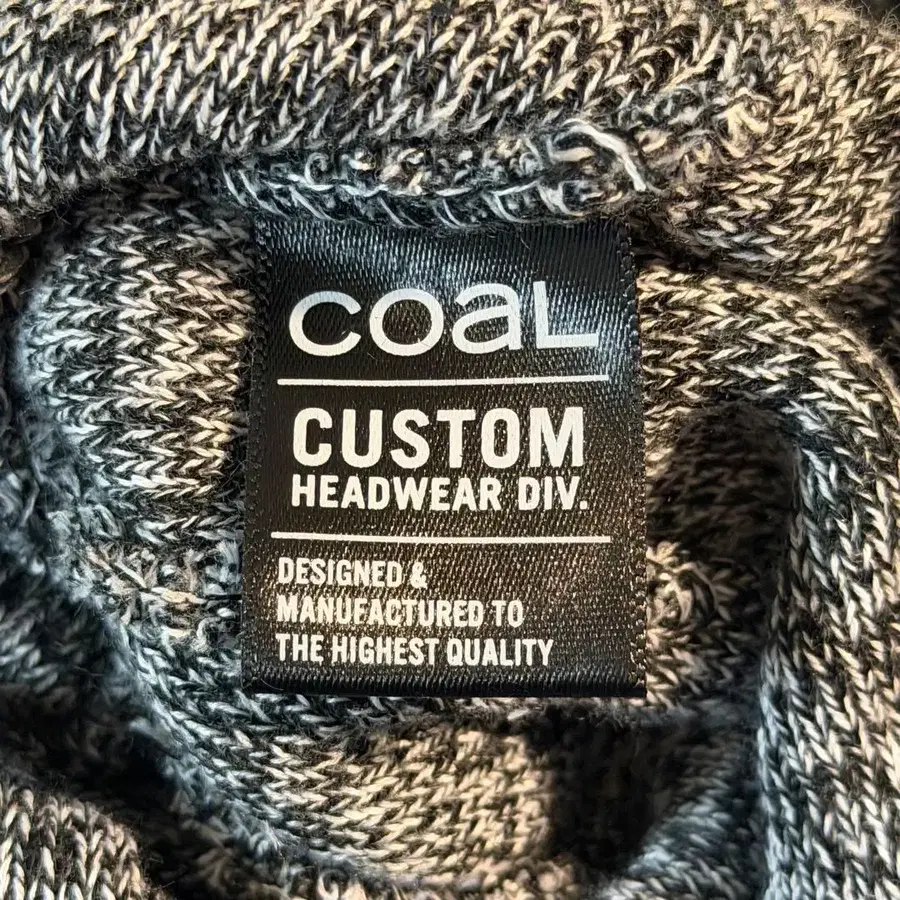 COaL
CUSTOM
HEADWEAR DIV.
DESIGNED &
MANUFACTURED TO
THE HIGHEST QUALITY